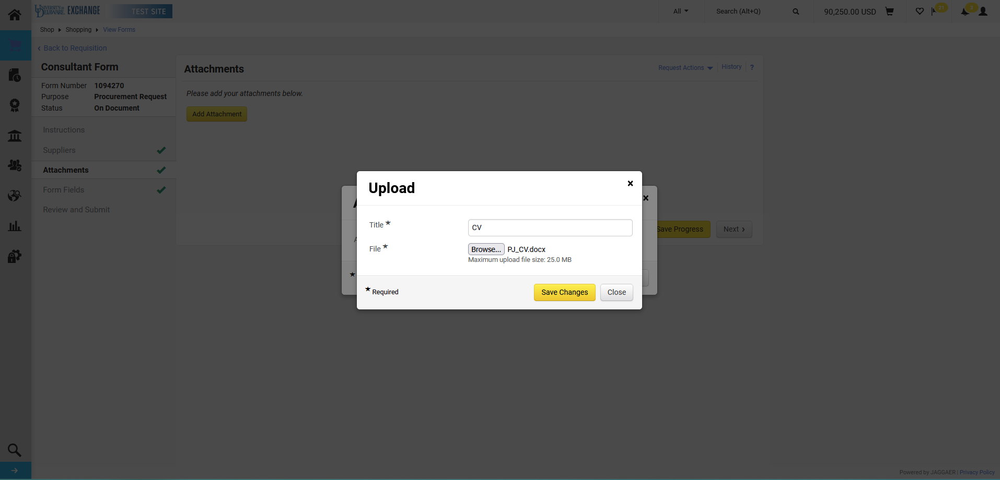 UNIVERSITY OF DELAWARE EXCHANGE TEST SITE
All Search (Alt+Q) 90,250.00 USD 21 3
Shop Shopping View Forms
Back to Requisition
Consultant Form
Form Number 1094270
Purpose Procurement Request
Status On Document
Instructions
Suppliers
Attachments
Form Fields
Review and Submit
Attachments
Request Actions History ?
Please add your attachments below.
Add Attachment
Upload
Title ★ CV
File ★ Browse... PJ_CV.docx
Maximum upload file size: 25.0 MB
★ Required
Save Changes Close
Save Progress Next
Powered by JAGGAER | Privacy Policy